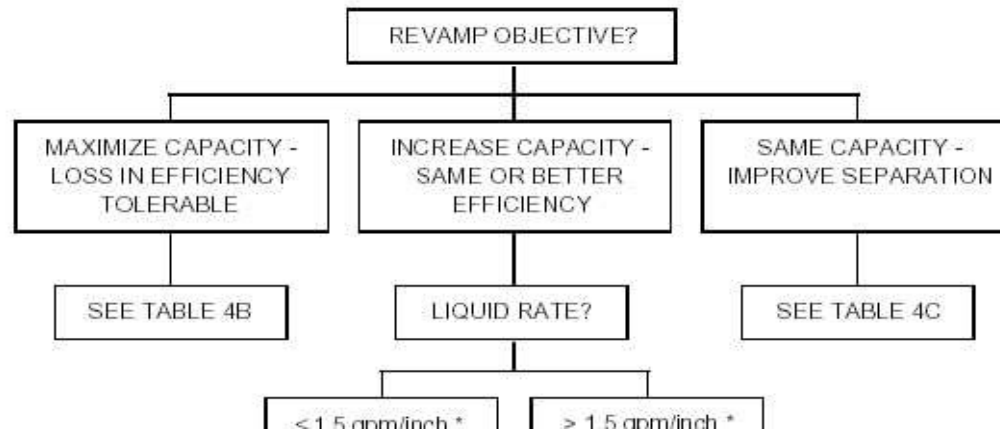 REVAMP OBJECTIVE?
MAXIMIZE CAPACITY -
LOSS IN EFFICIENCY
TOLERABLE
INCREASE CAPACITY -
SAME OR BETTER
EFFICIENCY
SAME CAPACITY -
IMPROVE SEPARATION
SEE TABLE 4B
LIQUID RATE?
SEE TABLE 4C
< 1.5 gpm/inch *
> 1.5 gpm/inch *